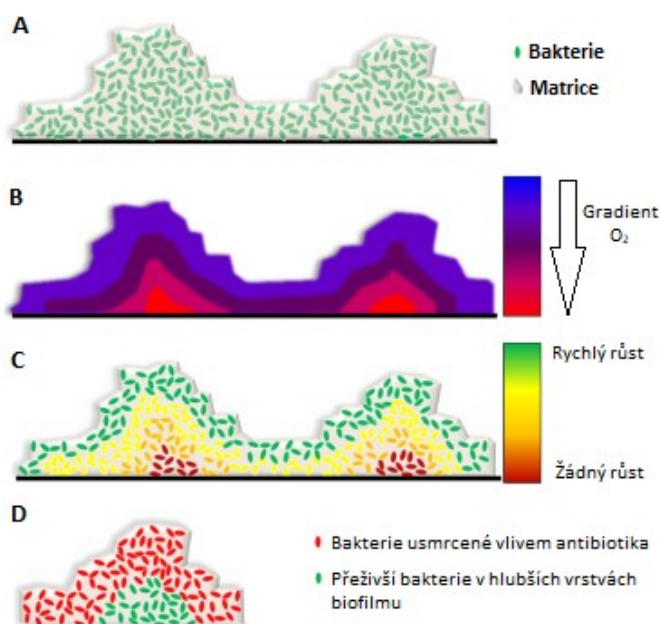 A
Bakterie
Matrice
B
Gradient
O₂
C
Rychlý růst
Žádný růst
D
Bakterie usmrcené vlivem antibiotika
Přeživší bakterie v hlubších vrstvách
biofilmu